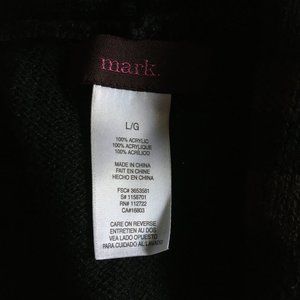 mark.
L/G
100% ACRYLIC
100% ACRYLIQUE
100% ACRÍLICO
MADE IN CHINA
FAIT EN CHINE
HECHO EN CHINA
FSC# 3653581
S# 1158701
RN# 112722
CA#16803
CARE ON REVERSE
ENTRETIEN AU DOS
VEA LADO OPUESTO
PARA CUIDADO AL LAVADO